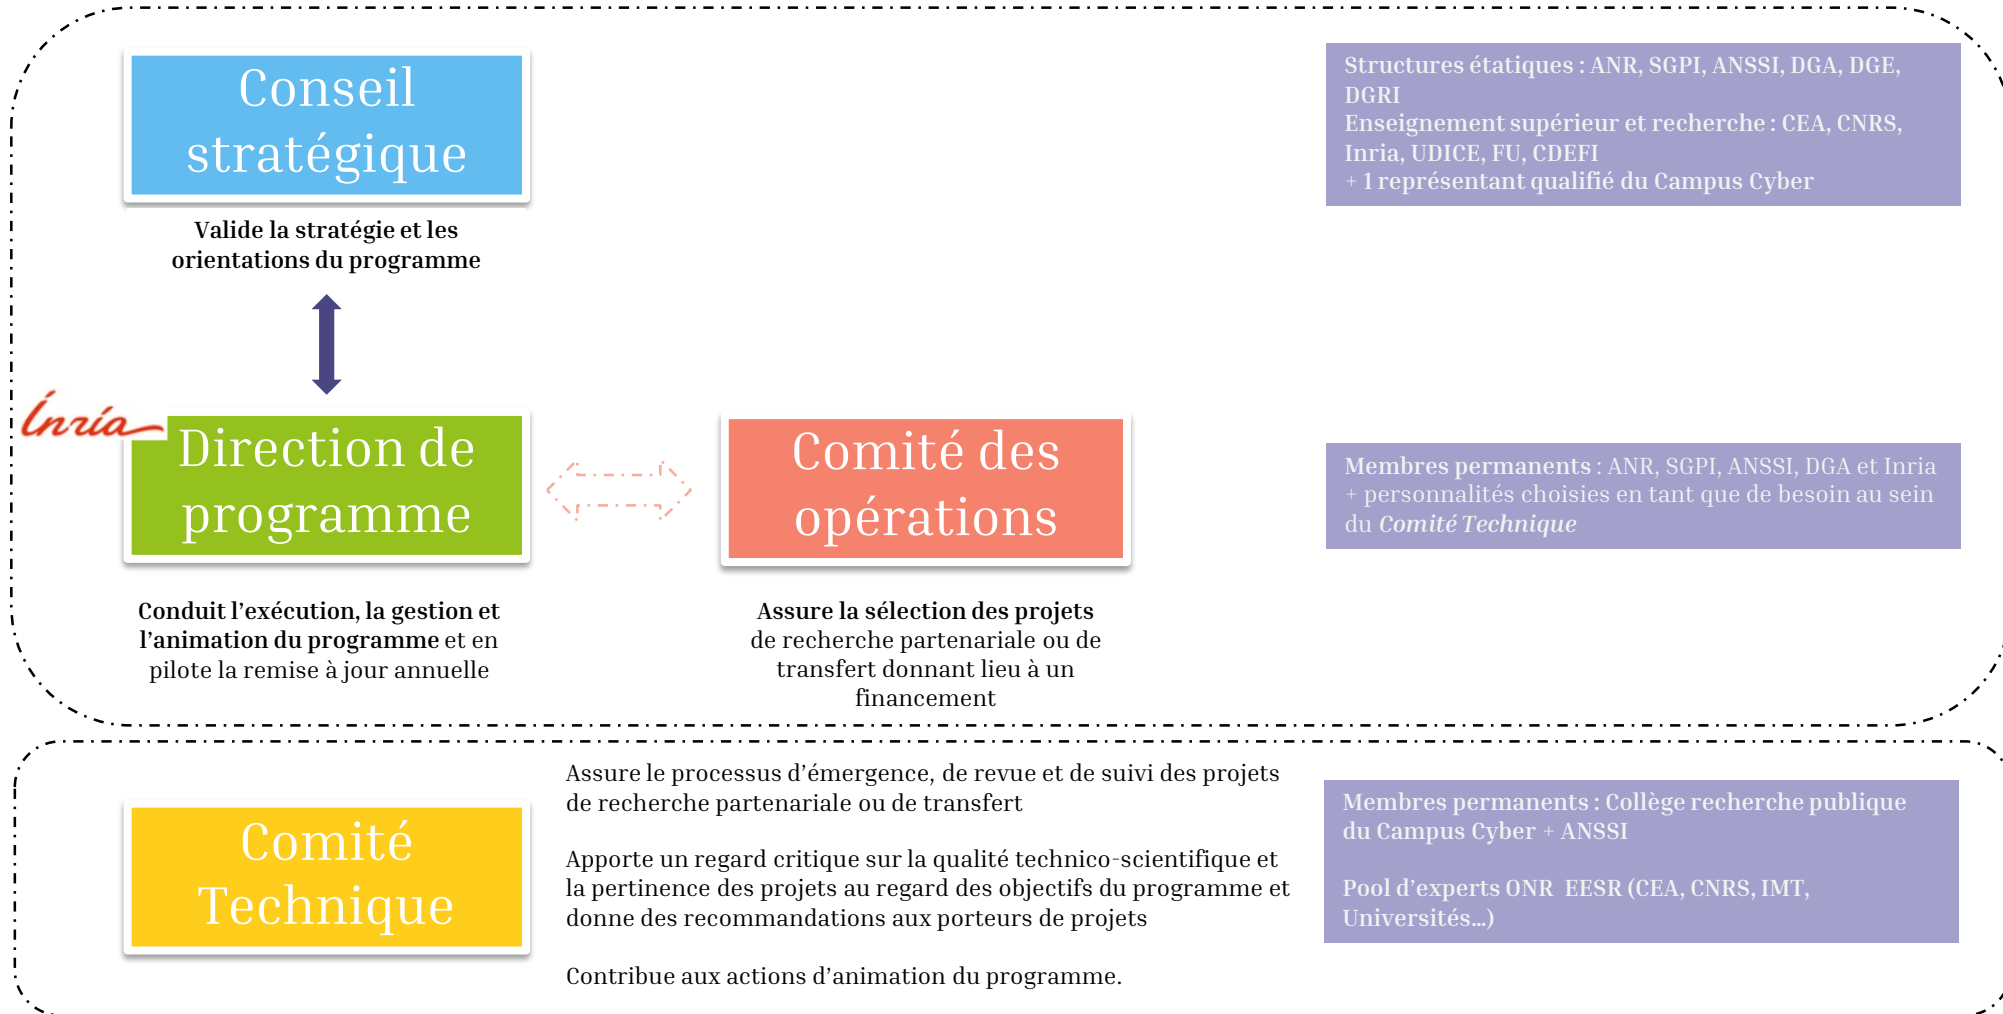 Conseil
stratégique
Structures étatiques : ANR, SGPI, ANSSI, DGA, DGE,
DGRI
Enseignement supérieur et recherche : CEA, CNRS,
Inria, UDICE, FU, CDEFI
+ 1 représentant qualifié du Campus Cyber
Valide la stratégie et les
orientations du programme
Inria
Direction de
programme
Comité des
opérations
Membres permanents : ANR, SGPI, ANSSI, DGA et Inria
+ personnalités choisies en tant que de besoin au sein
du Comité Technique
Conduit l’exécution, la gestion et
l’animation du programme et en
pilote la remise à jour annuelle
Assure la sélection des projets
de recherche partenariale ou de
transfert donnant lieu à un
financement
Comité
Technique
Assure le processus d’émergence, de revue et de suivi des projets
de recherche partenariale ou de transfert
Apporte un regard critique sur la qualité technico-scientifique et
la pertinence des projets au regard des objectifs du programme et
donne des recommandations aux porteurs de projets
Contribue aux actions d’animation du programme.
Membres permanents : Collège recherche publique
du Campus Cyber + ANSSI
Pool d’experts ONR EESR (CEA, CNRS, IMT,
Universités…)